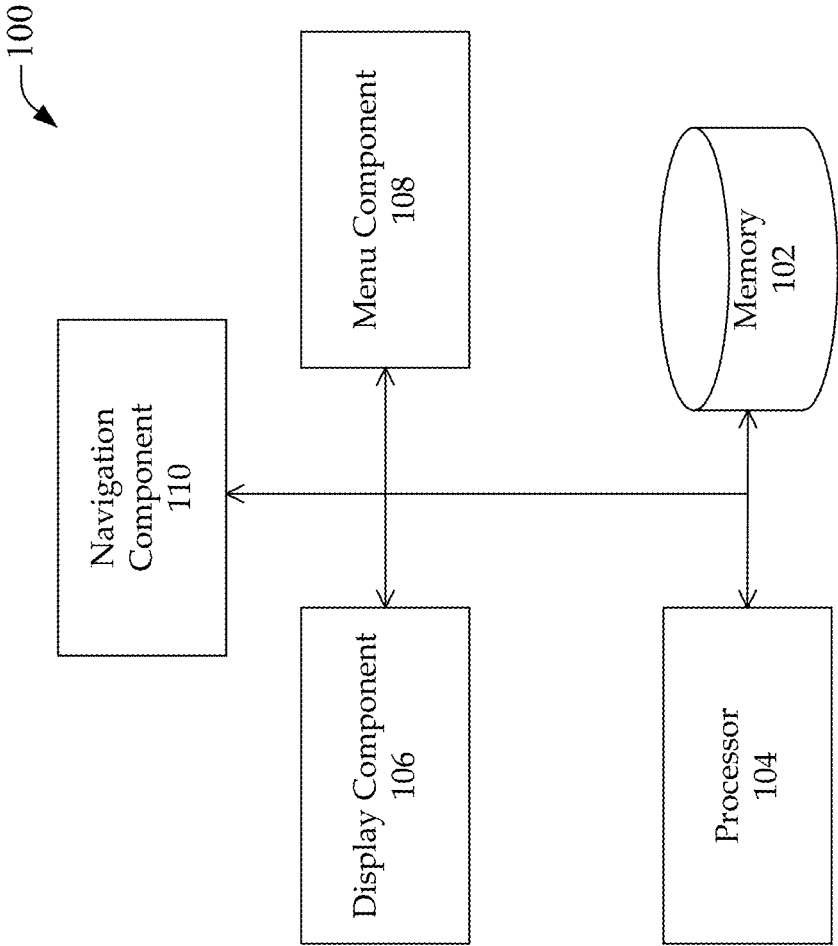 100
Navigation
Component
110
Display Component
106
Menu Component
108
Processor
104
Memory
102